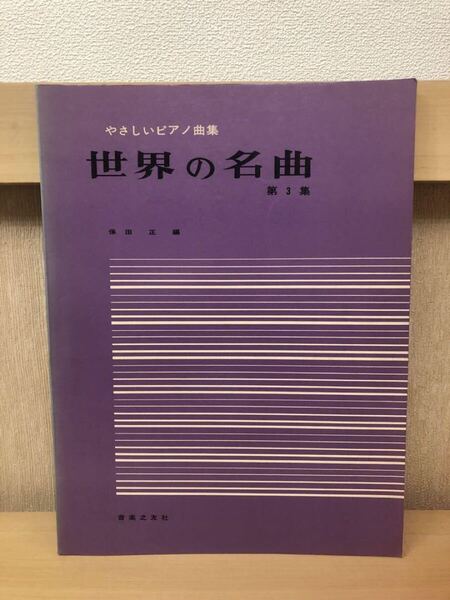 やさしいピアノ曲集
世界の名曲
第3集
保田 正 編
音楽之友社